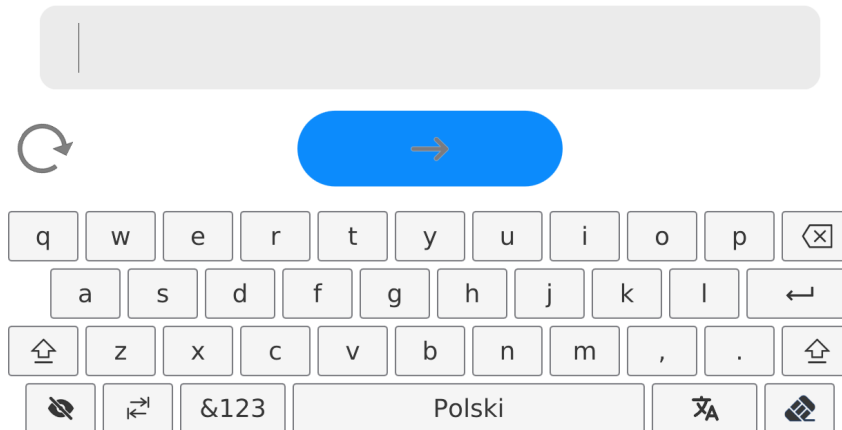 q w e r t y u i o p
a s d f g h j k l
z x c v b n m , .
&123 Polski